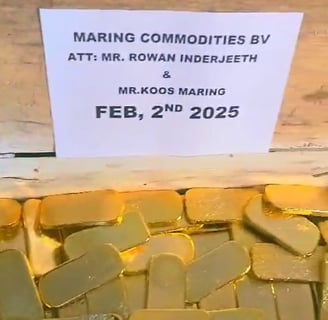 MARING COMMODITIES BV
ATT: MR. ROWAN INDERJEETH
&
MR.KOOS MARING
FEB, 2ND 2025